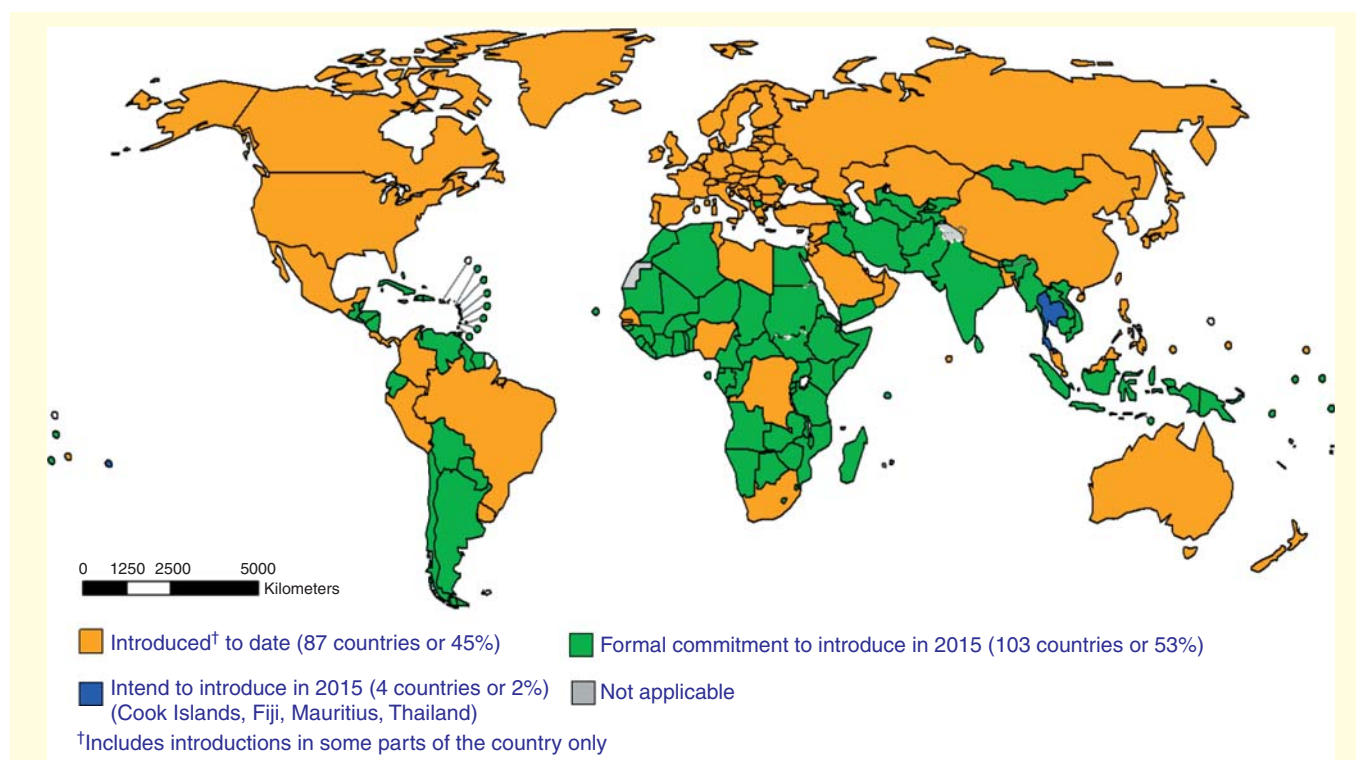 0 1250 2500 5000
Kilometers
Introduced† to date (87 countries or 45%)
Formal commitment to introduce in 2015 (103 countries or 53%)
Intend to introduce in 2015 (4 countries or 2%)
(Cook Islands, Fiji, Mauritius, Thailand)
Not applicable
†Includes introductions in some parts of the country only